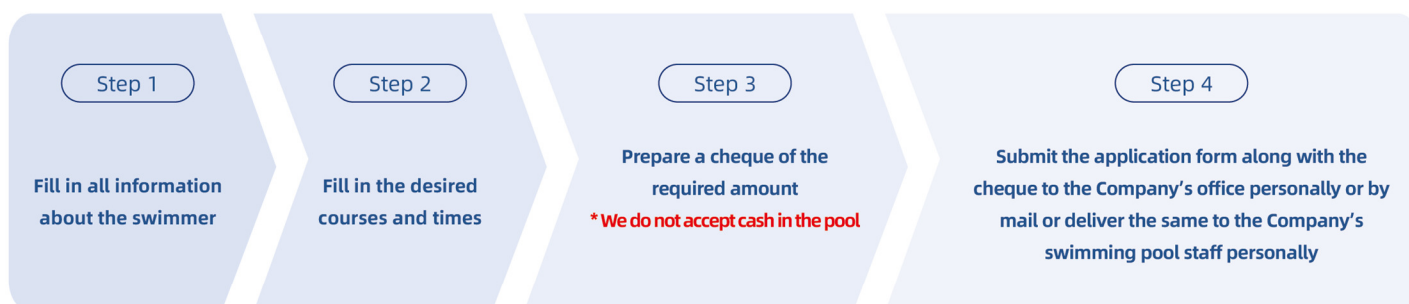 Step 1
Fill in all information
about the swimmer
Step 2
Fill in the desired
courses and times
Step 3
Prepare a cheque of the
required amount
* We do not accept cash in the pool
Step 4
Submit the application form along with the
cheque to the Company's office personally or by
mail or deliver the same to the Company's
swimming pool staff personally